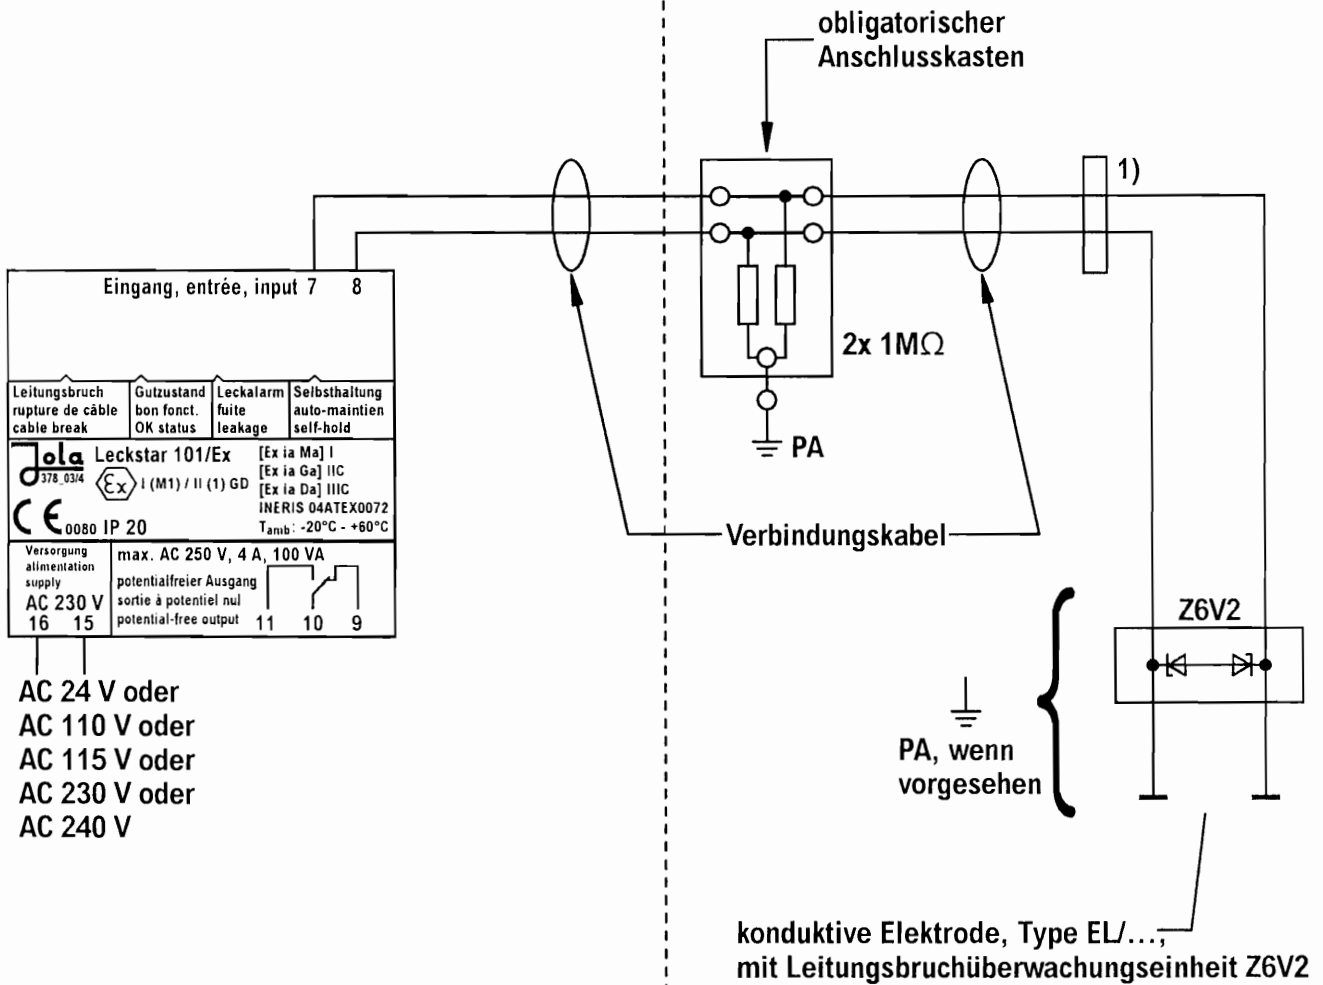 obligatorischer
Anschlusskasten
1)
Eingang, entrée, input 7 8
2x 1MΩ
Leitungsbruch
rupture de câble
cable break
Gutzustand
bon fonct.
OK status
Leckalarm
fuite
leakage
Selbsthaltung
auto-maintien
self-hold
PA
Jola
378_03/4
Leckstar 101/Ex
Ex I (M1) / II (1) GD
[Ex ia Ma] I
[Ex ia Ga] IIC
[Ex ia Da] IIIC
INERIS 04ATEX0072
Tamb: -20°C - +60°C
CE 0080 IP 20
Verbindungskabel
Versorgung
alimentation
supply
AC 230 V
16 15
max. AC 250 V, 4 A, 100 VA
potentialfreier Ausgang
sortie à potentiel nul
potential-free output 11 10 9
Z6V2
AC 24 V oder
AC 110 V oder
AC 115 V oder
AC 230 V oder
AC 240 V
PA, wenn
vorgesehen
konduktive Elektrode, Type EL/...,
mit Leitungsbruchüberwachungseinheit Z6V2